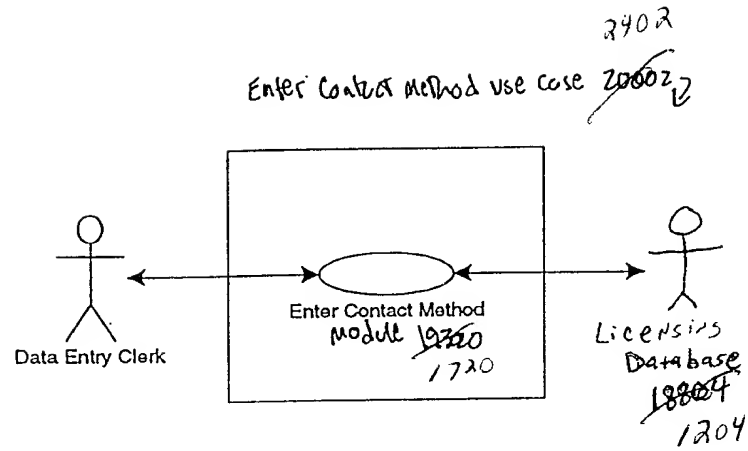 2402
Enter Contact Method use case 20002
Enter Contact Method
Module 19320
1720
Data Entry Clerk
Licensing
Database
18804
1204